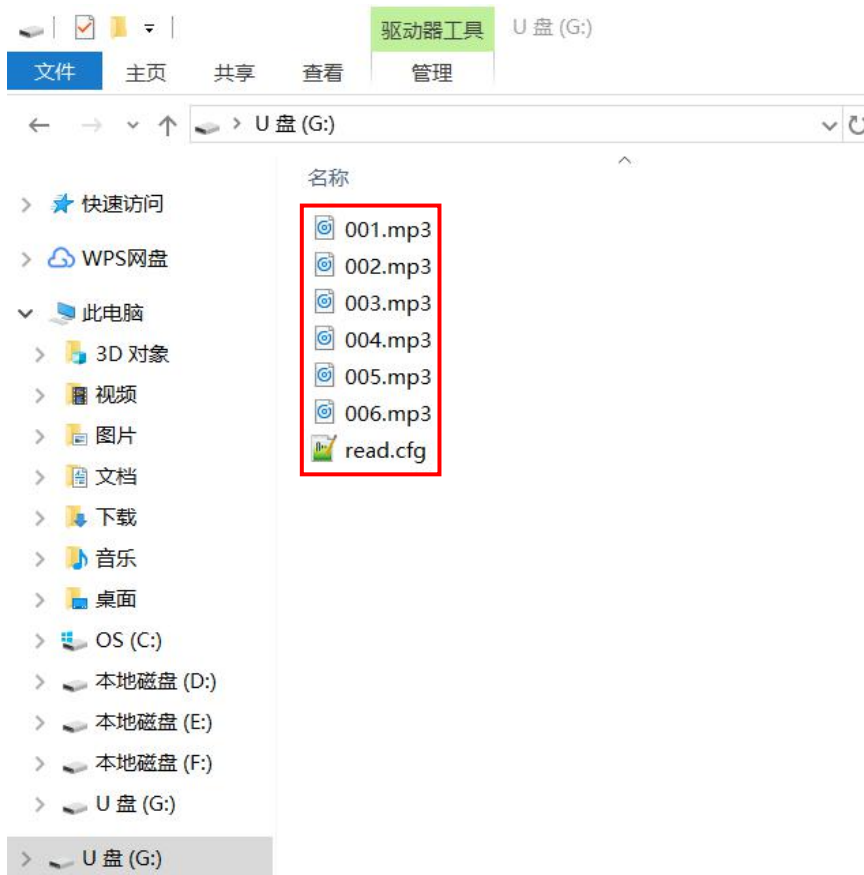 驱动器工具 U 盘 (G:)
文件 主页 共享 查看 管理
U 盘 (G:)
名称
快速访问
WPS网盘
此电脑
3D 对象
视频
图片
文档
下载
音乐
桌面
OS (C:)
本地磁盘 (D:)
本地磁盘 (E:)
本地磁盘 (F:)
U 盘 (G:)
U 盘 (G:)
001.mp3
002.mp3
003.mp3
004.mp3
005.mp3
006.mp3
read.cfg